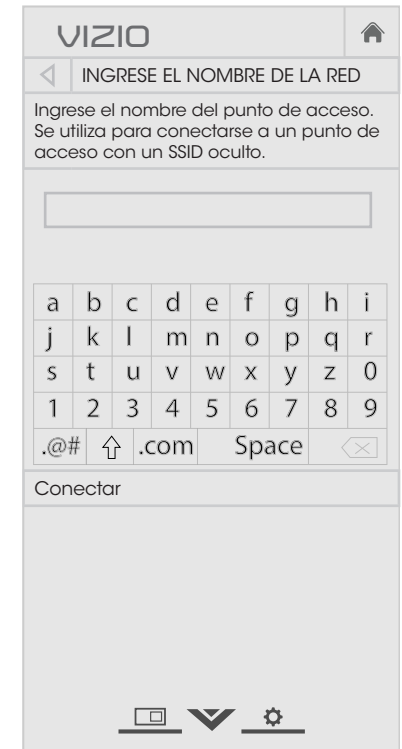 VIZIO
INGRESE EL NOMBRE DE LA RED
Ingrese el nombre del punto de acceso.
Se utiliza para conectarse a un punto de
acceso con un SSID oculto.
a b c d e f g h i
j k l m n o p q r
s t u v w x y z 0
1 2 3 4 5 6 7 8 9
.@# .com Space
Conectar